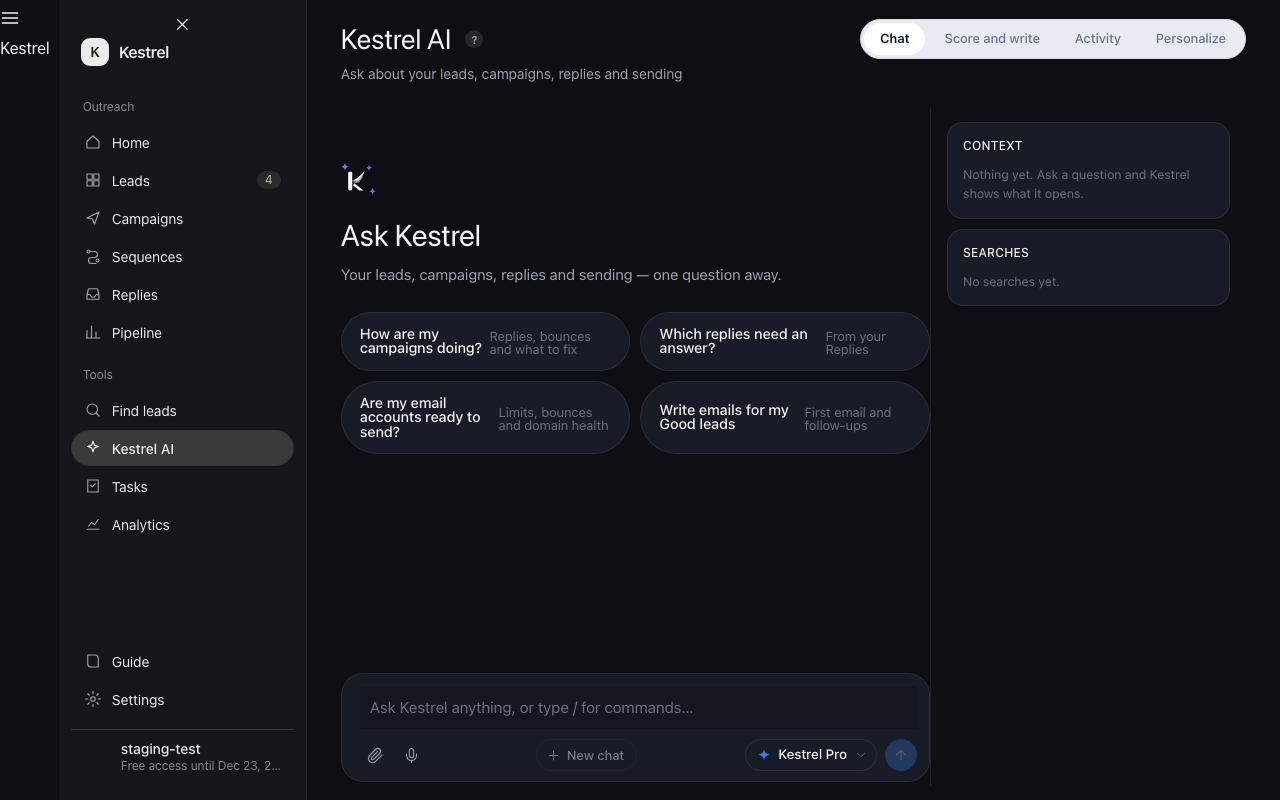 Kestrel
K Kestrel
Outreach
Home
Leads 4
Campaigns
Sequences
Replies
Pipeline
Tools
Find leads
Kestrel AI
Tasks
Analytics
Guide
Settings
staging-test
Free access until Dec 23, 2...
Kestrel AI ?
Ask about your leads, campaigns, replies and sending
Chat Score and write Activity Personalize
K
Ask Kestrel
Your leads, campaigns, replies and sending — one question away.
How are my
campaigns doing?
Replies, bounces
and what to fix
Which replies need an
answer?
From your
Replies
Are my email
accounts ready to
send?
Limits, bounces
and domain health
Write emails for my
Good leads
First email and
follow-ups
Ask Kestrel anything, or type / for commands...
New chat
Kestrel Pro
CONTEXT
Nothing yet. Ask a question and Kestrel
shows what it opens.
SEARCHES
No searches yet.